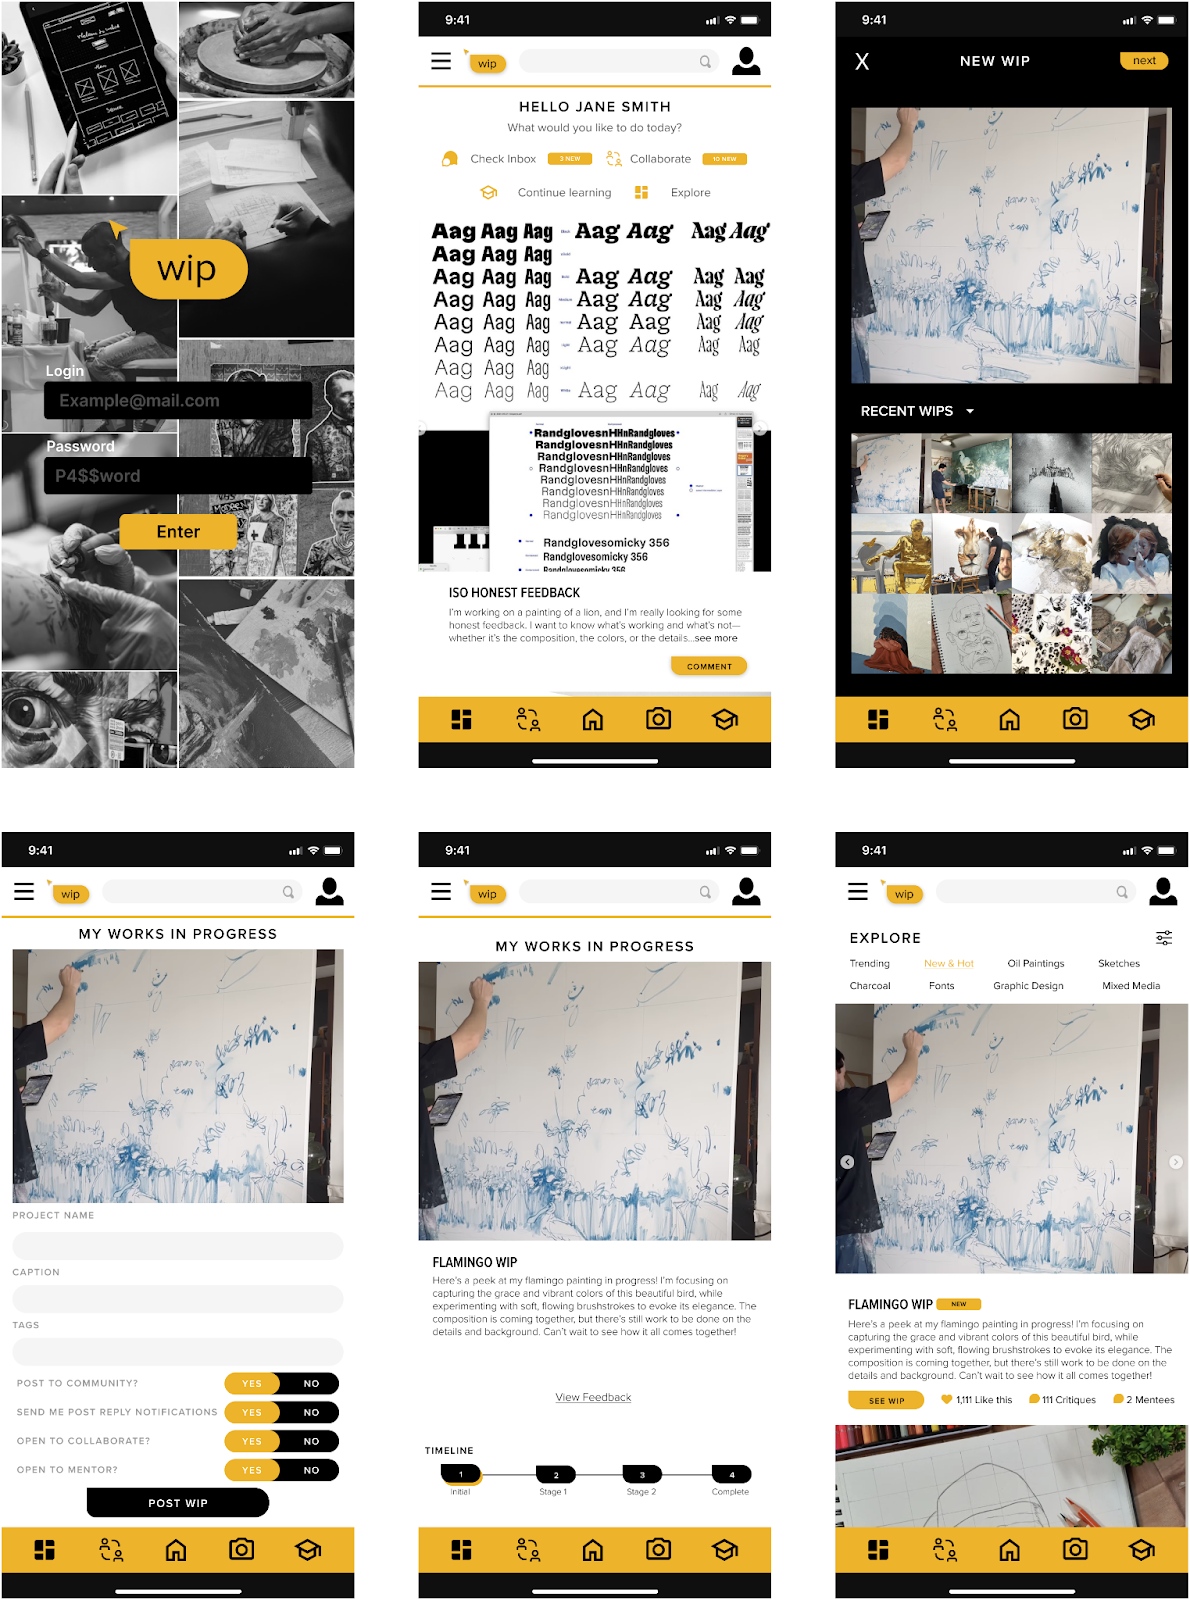 wip
Login
Example@mail.com
Password
P4$$word
Enter
9:41
wip
HELLO JANE SMITH
What would you like to do today?
Check Inbox 3 NEW Collaborate 10 NEW
Continue learning Explore
Aag Aag Aag Aag Aag Aag Aag
Aag Aag Aag
Aag Aag Aag Aag Aag Aag Aag
Aag Aag Aag Aag Aag Aag Aag
Aag Aag Aag Aag Aag Aag Aag
Aag Aag Aag Aag Aag Aag Aag
Aag Aag Aag
Aag Aag Aag Aag Aag Aag Aag
RandglovesnHHnRandgloves
RandglovesnHHnRandgloves
RandglovesnHHnRandgloves
RandglovesnHHnRandgloves
RandglovesnHHnRandgloves
RandglovesnHHnRandgloves
RandglovesnHHnRandgloves
RandglovesnHHnRandgloves
Randglovesomicky 356
Randglovesomicky 356
Randglovesomicky 356
ISO HONEST FEEDBACK
I'm working on a painting of a lion, and I'm really looking for some
honest feedback. I want to know what's working and what's not—
whether it's the composition, the colors, or the details...see more
COMMENT
9:41
X NEW WIP next
RECENT WIPS
9:41
wip
MY WORKS IN PROGRESS
PROJECT NAME
CAPTION
TAGS
POST TO COMMUNITY? YES NO
SEND ME POST REPLY NOTIFICATIONS YES NO
OPEN TO COLLABORATE? YES NO
OPEN TO MENTOR? YES NO
POST WIP
9:41
wip
MY WORKS IN PROGRESS
FLAMINGO WIP
Here's a peek at my flamingo painting in progress! I'm focusing on
capturing the grace and vibrant colors of this beautiful bird, while
experimenting with soft, flowing brushstrokes to evoke its elegance. The
composition is coming together, but there's still work to be done on the
details and background. Can't wait to see how it all comes together!
View Feedback
TIMELINE
1 2 3 4
Initial Stage 1 Stage 2 Complete
9:41
wip
EXPLORE
Trending New & Hot Oil Paintings Sketches
Charcoal Fonts Graphic Design Mixed Media
FLAMINGO WIP NEW
Here's a peek at my flamingo painting in progress! I'm focusing on
capturing the grace and vibrant colors of this beautiful bird, while
experimenting with soft, flowing brushstrokes to evoke its elegance. The
composition is coming together, but there's still work to be done on the
details and background. Can't wait to see how it all comes together!
SEE WIP 1,111 Like this 111 Critiques 2 Mentees